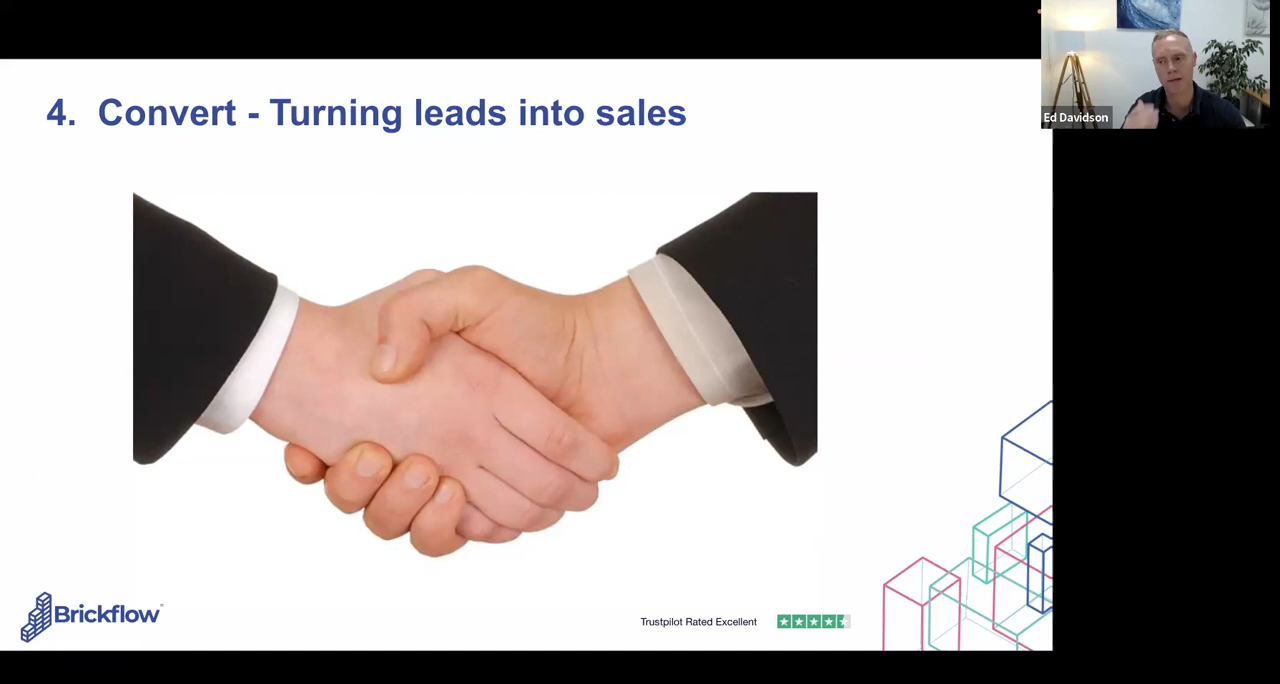 Ed Davidson
4. Convert - Turning leads into sales
Brickflow
Trustpilot Rated Excellent